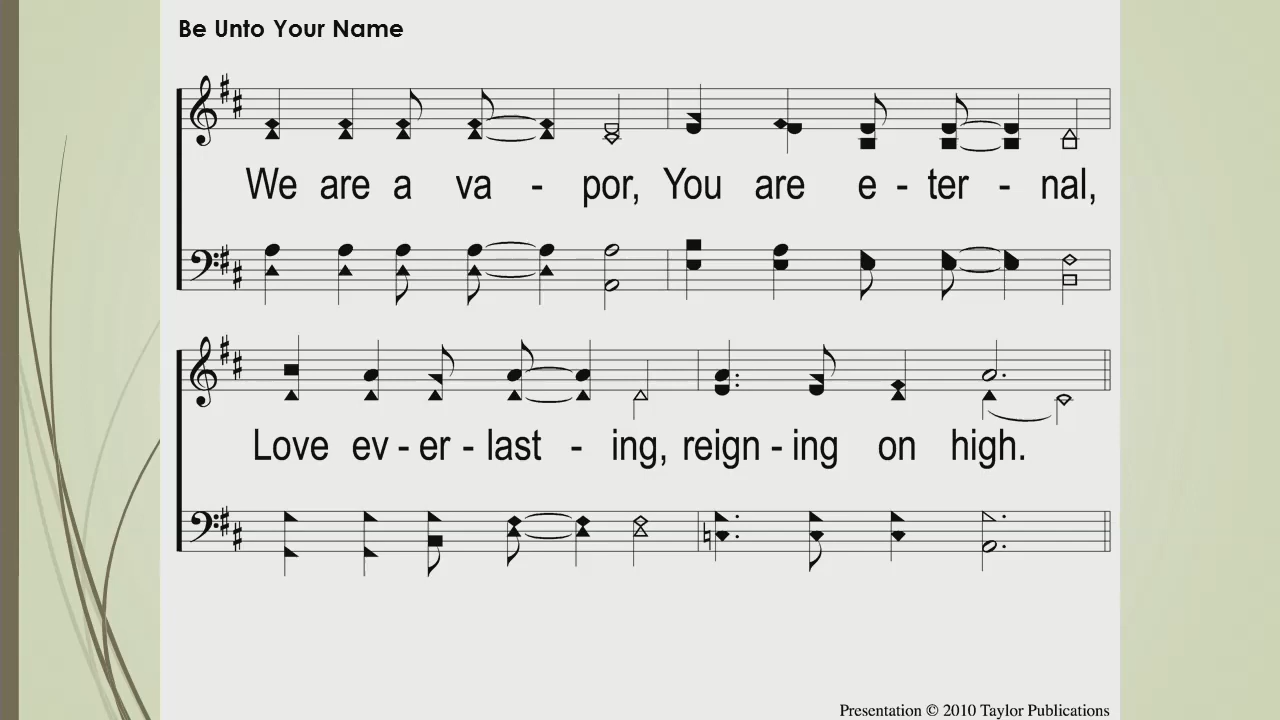 Be Unto Your Name
We are a va - por, You are e - ter - nal,
Love ev - er - last - ing, reign - ing on high.
Presentation © 2010 Taylor Publications